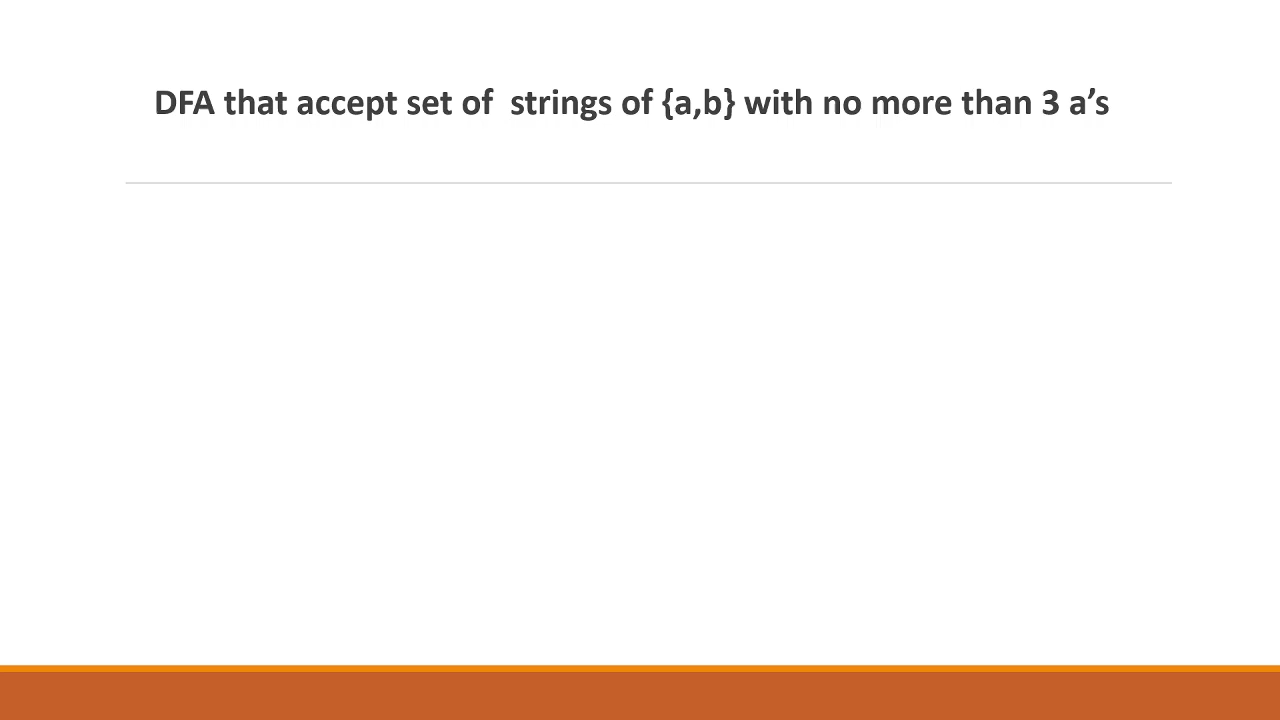 DFA that accept set of  strings of {a,b} with no more than 3 a’s